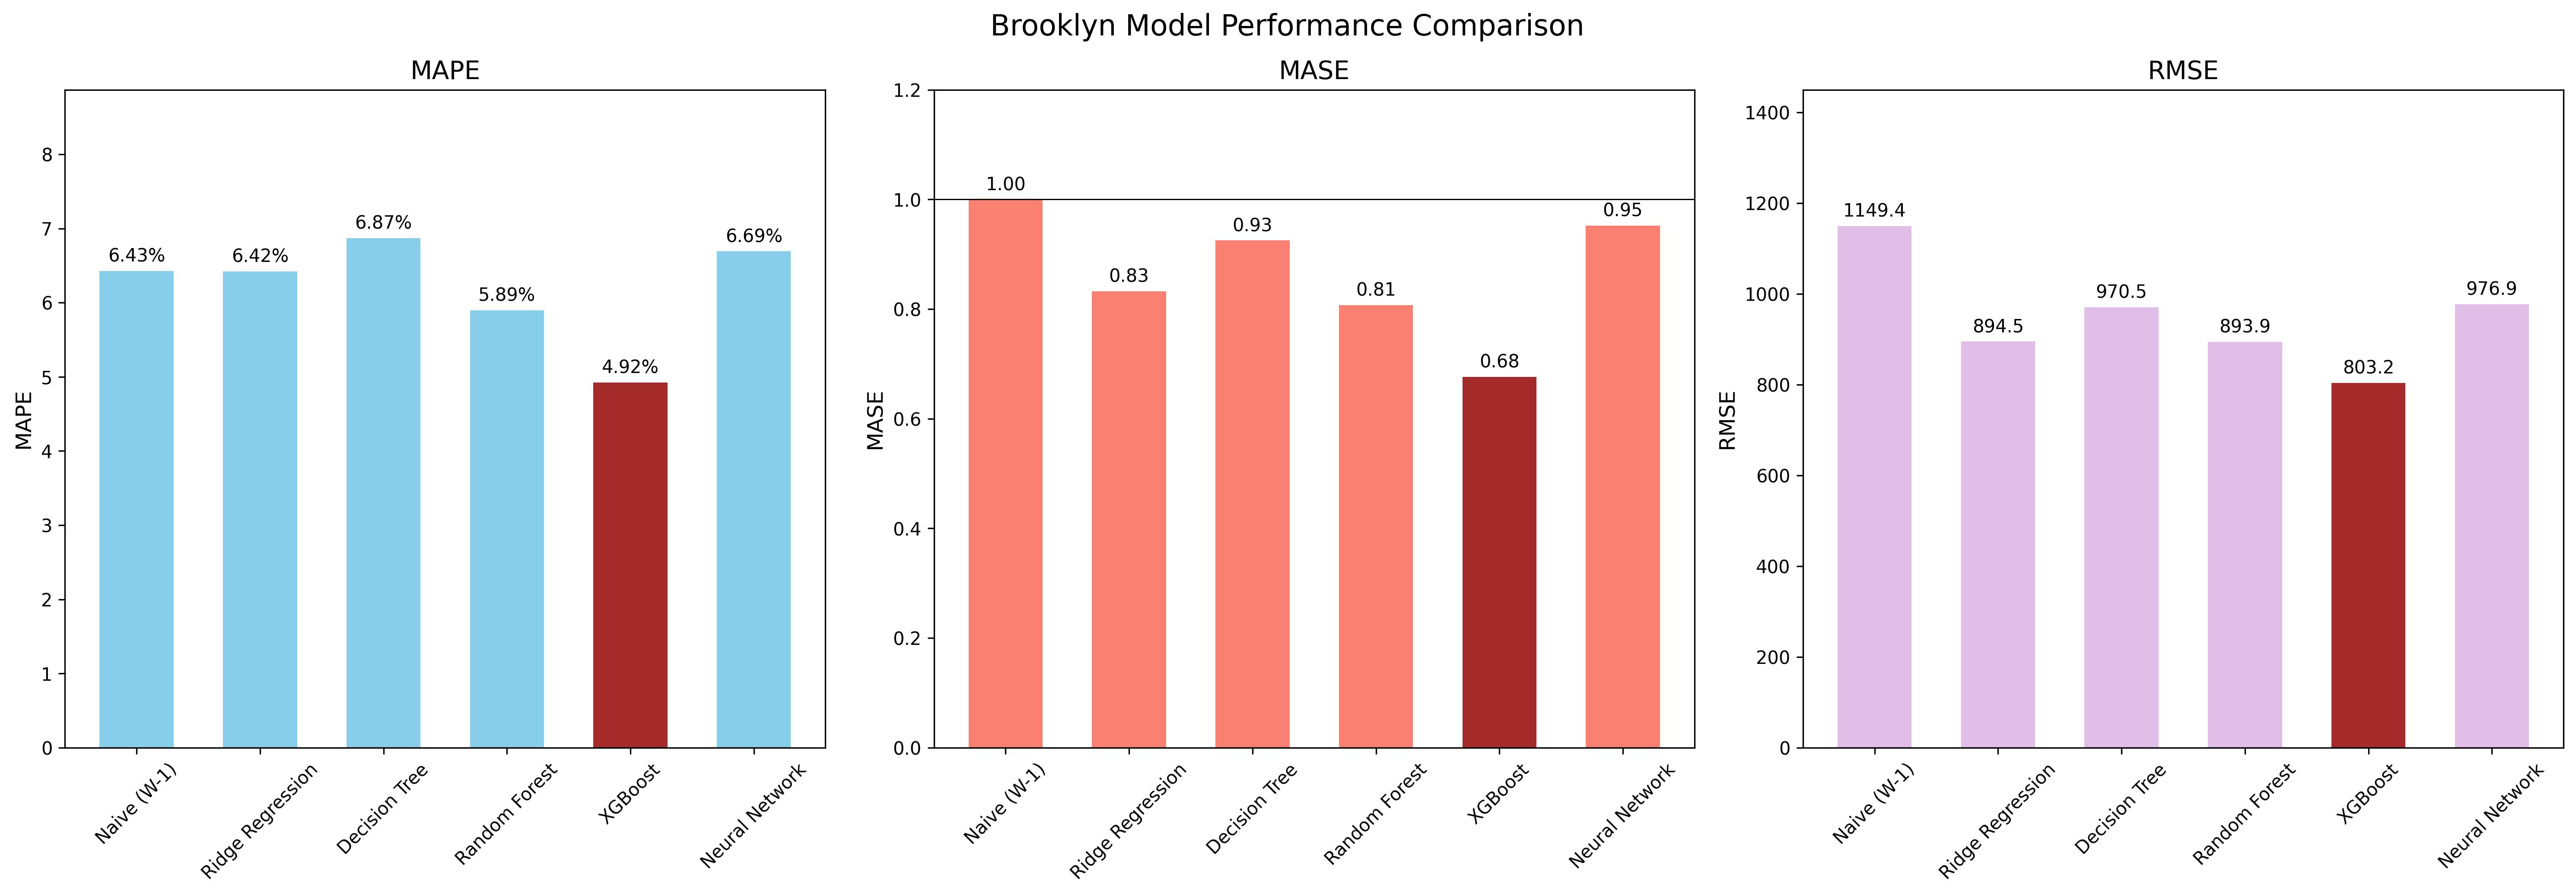 Brooklyn Model Performance Comparison
MAPE
MAPE
8
7
6
5
4
3
2
1
0
6.43%
6.42%
6.87%
5.89%
4.92%
6.69%
Naive (W-1)
Ridge Regression
Decision Tree
Random Forest
XGBoost
Neural Network
MASE
MASE
1.2
1.0
0.8
0.6
0.4
0.2
0.0
1.00
0.83
0.93
0.81
0.68
0.95
Naive (W-1)
Ridge Regression
Decision Tree
Random Forest
XGBoost
Neural Network
RMSE
RMSE
1400
1200
1000
800
600
400
200
0
1149.4
894.5
970.5
893.9
803.2
976.9
Naive (W-1)
Ridge Regression
Decision Tree
Random Forest
XGBoost
Neural Network